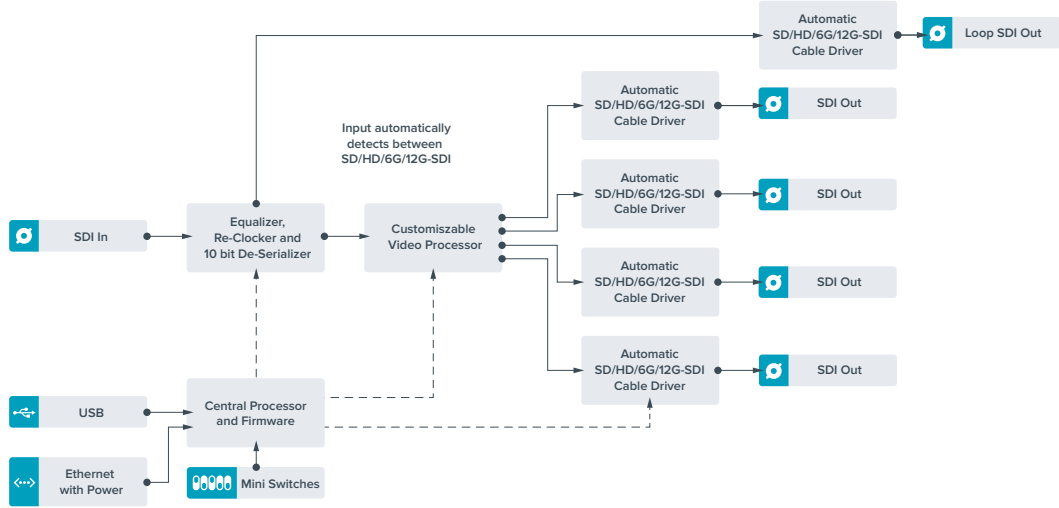 Automatic
SD/HD/6G/12G-SDI
Cable Driver
Loop SDI Out
Automatic
SD/HD/6G/12G-SDI
Cable Driver
SDI Out
Input automatically
detects between
SD/HD/6G/12G-SDI
Automatic
SD/HD/6G/12G-SDI
Cable Driver
SDI Out
SDI In
Equalizer,
Re-Clocker and
10 bit De-Serializer
Customiszable
Video Processor
Automatic
SD/HD/6G/12G-SDI
Cable Driver
SDI Out
Automatic
SD/HD/6G/12G-SDI
Cable Driver
SDI Out
USB
Central Processor
and Firmware
Ethernet
with Power
Mini Switches